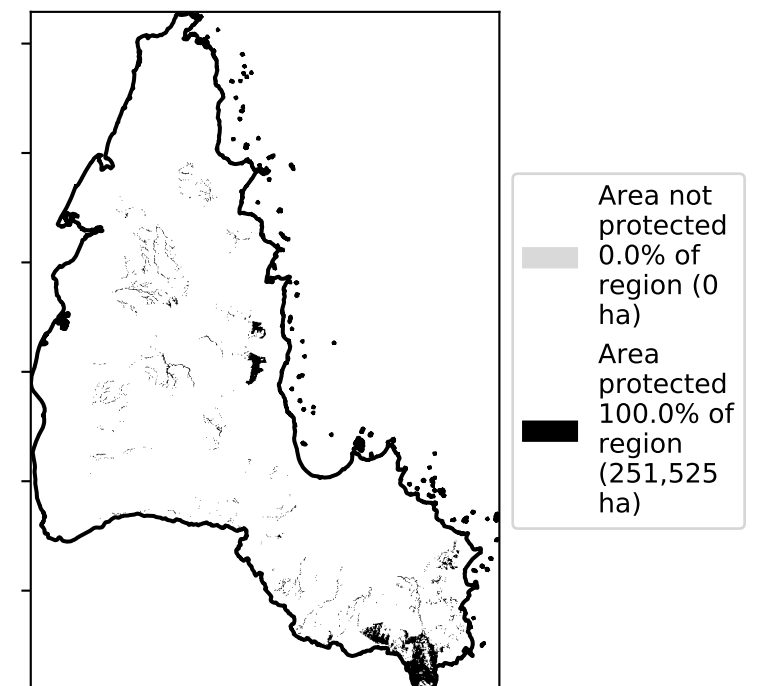 Area not
protected
0.0% of
region (0
ha)
Area
protected
100.0% of
region
(251,525
ha)